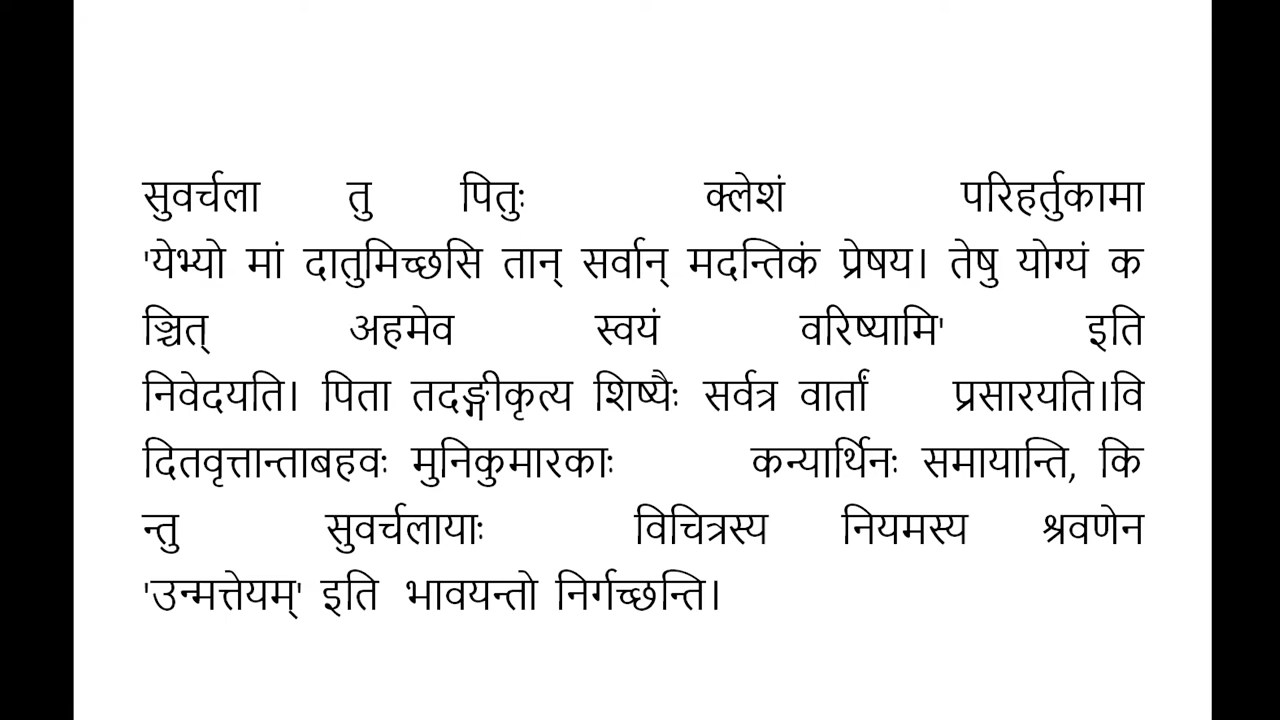 सुवर्चला तु पितुः क्लेशं परिहर्तुकामा
'येभ्यो मां दातुमिच्छसि तान् सर्वान् मदन्तिकं प्रेषय। तेषु योग्यं क
ञ्चित् अहमेव स्वयं वरिष्यामि' इति
निवेदयति। पिता तदङ्गीकृत्य शिष्यैः सर्वत्र वार्तां प्रसारयति।वि
दितवृत्तान्ताबहवः मुनिकुमारकाः कन्यार्थिनः समायान्ति, कि
न्तु सुवर्चलायाः विचित्रस्य नियमस्य श्रवणेन
'उन्मत्तेयम्' इति भावयन्तो निर्गच्छन्ति।